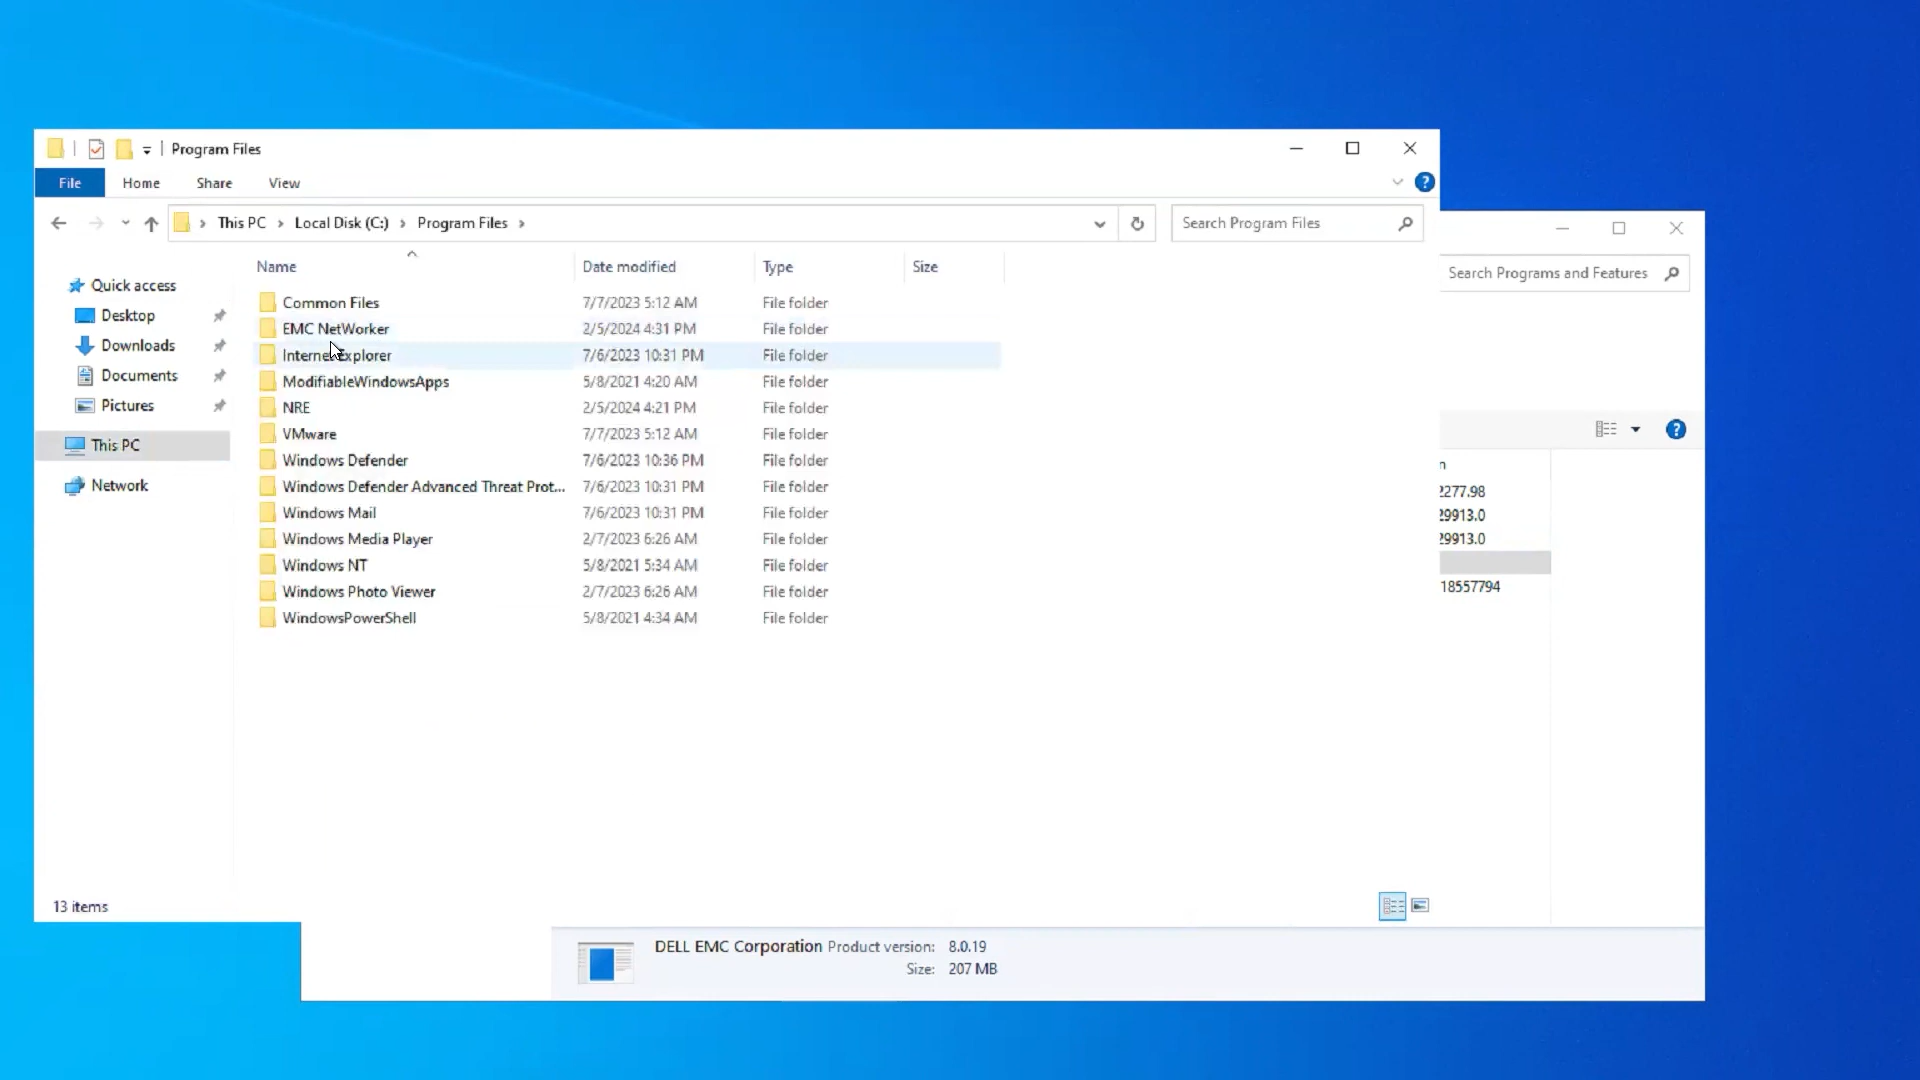 Program Files
File Home Share View
This PC Local Disk (C:) Program Files Search Program Files
Name Date modified Type Size
Quick access
Desktop
Downloads
Documents
Pictures
This PC
Network
Common Files 7/7/2023 5:12 AM File folder
EMC NetWorker 2/5/2024 4:31 PM File folder
Internet Explorer 7/6/2023 10:31 PM File folder
ModifiableWindowsApps 5/8/2021 4:20 AM File folder
NRE 2/5/2024 4:21 PM File folder
VMware 7/7/2023 5:12 AM File folder
Windows Defender 7/6/2023 10:36 PM File folder
Windows Defender Advanced Threat Prot... 7/6/2023 10:31 PM File folder
Windows Mail 7/6/2023 10:31 PM File folder
Windows Media Player 2/7/2023 6:26 AM File folder
Windows NT 5/8/2021 5:34 AM File folder
Windows Photo Viewer 2/7/2023 6:26 AM File folder
WindowsPowerShell 5/8/2021 4:34 AM File folder
13 items
Search Programs and Features
n
2277.98
29913.0
29913.0
18557794
DELL EMC Corporation Product version: 8.0.19
Size: 207 MB